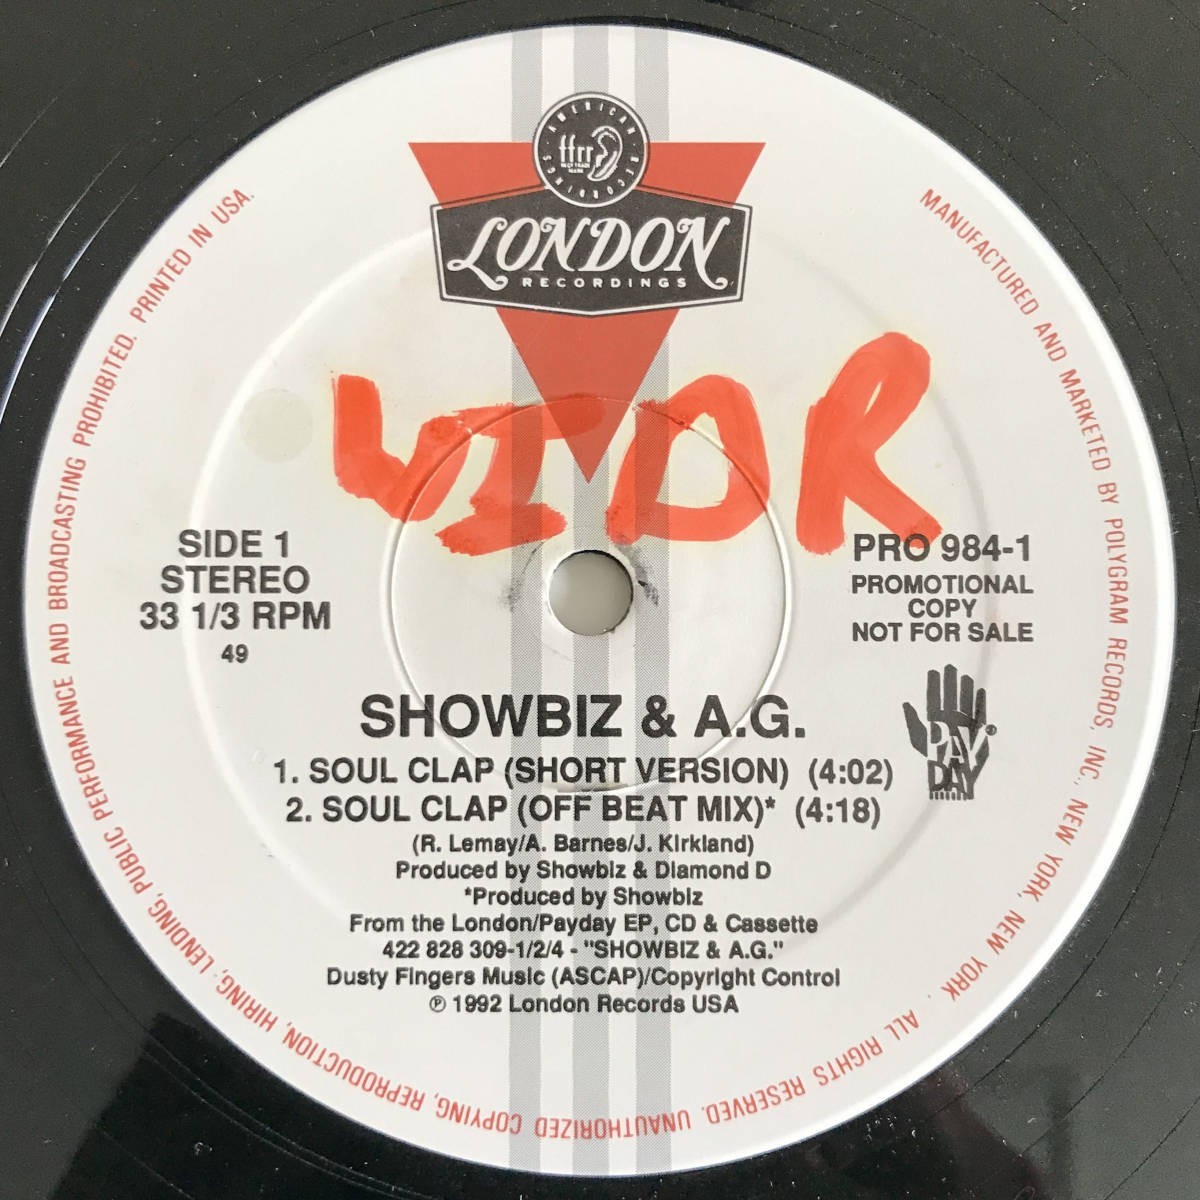 AMERICAN RECORDINGS
ffrr
LONDON
RECORDINGS
VIDR
SIDE 1
STEREO
33 1/3 RPM
49
PRO 984-1
PROMOTIONAL
COPY
NOT FOR SALE
PAY
DAY
SHOWBIZ & A.G.
1. SOUL CLAP (SHORT VERSION) (4:02)
2. SOUL CLAP (OFF BEAT MIX)* (4:18)
(R. Lemay/A. Barnes/J. Kirkland)
Produced by Showbiz & Diamond D
*Produced by Showbiz
From the London/Payday EP, CD & Cassette
422 828 309-1/2/4 - "SHOWBIZ & A.G."
Dusty Fingers Music (ASCAP)/Copyright Control
℗ 1992 London Records USA
MANUFACTURED AND MARKETED BY POLYGRAM RECORDS, INC., NEW YORK, NEW YORK. ALL RIGHTS RESERVED. UNAUTHORIZED COPYING, REPRODUCTION, HIRING, LENDING, PUBLIC PERFORMANCE AND BROADCASTING PROHIBITED. PRINTED IN USA.